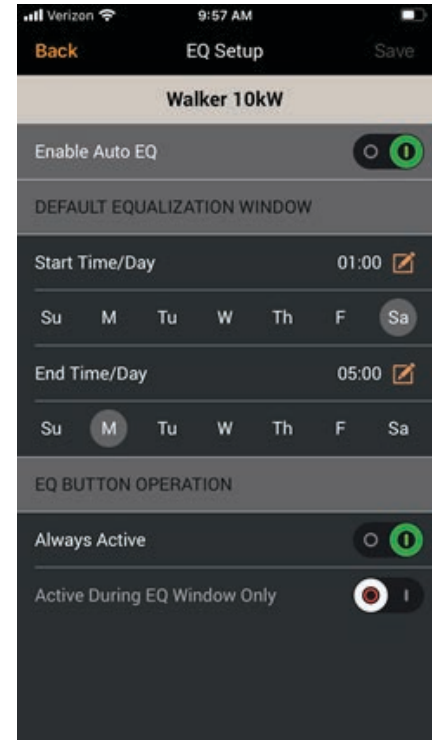 Verizon 9:57 AM
Back EQ Setup Save
Walker 10kW
Enable Auto EQ
DEFAULT EQUALIZATION WINDOW
Start Time/Day 01:00
Su M Tu W Th F Sa
End Time/Day 05:00
Su M Tu W Th F Sa
EQ BUTTON OPERATION
Always Active
Active During EQ Window Only